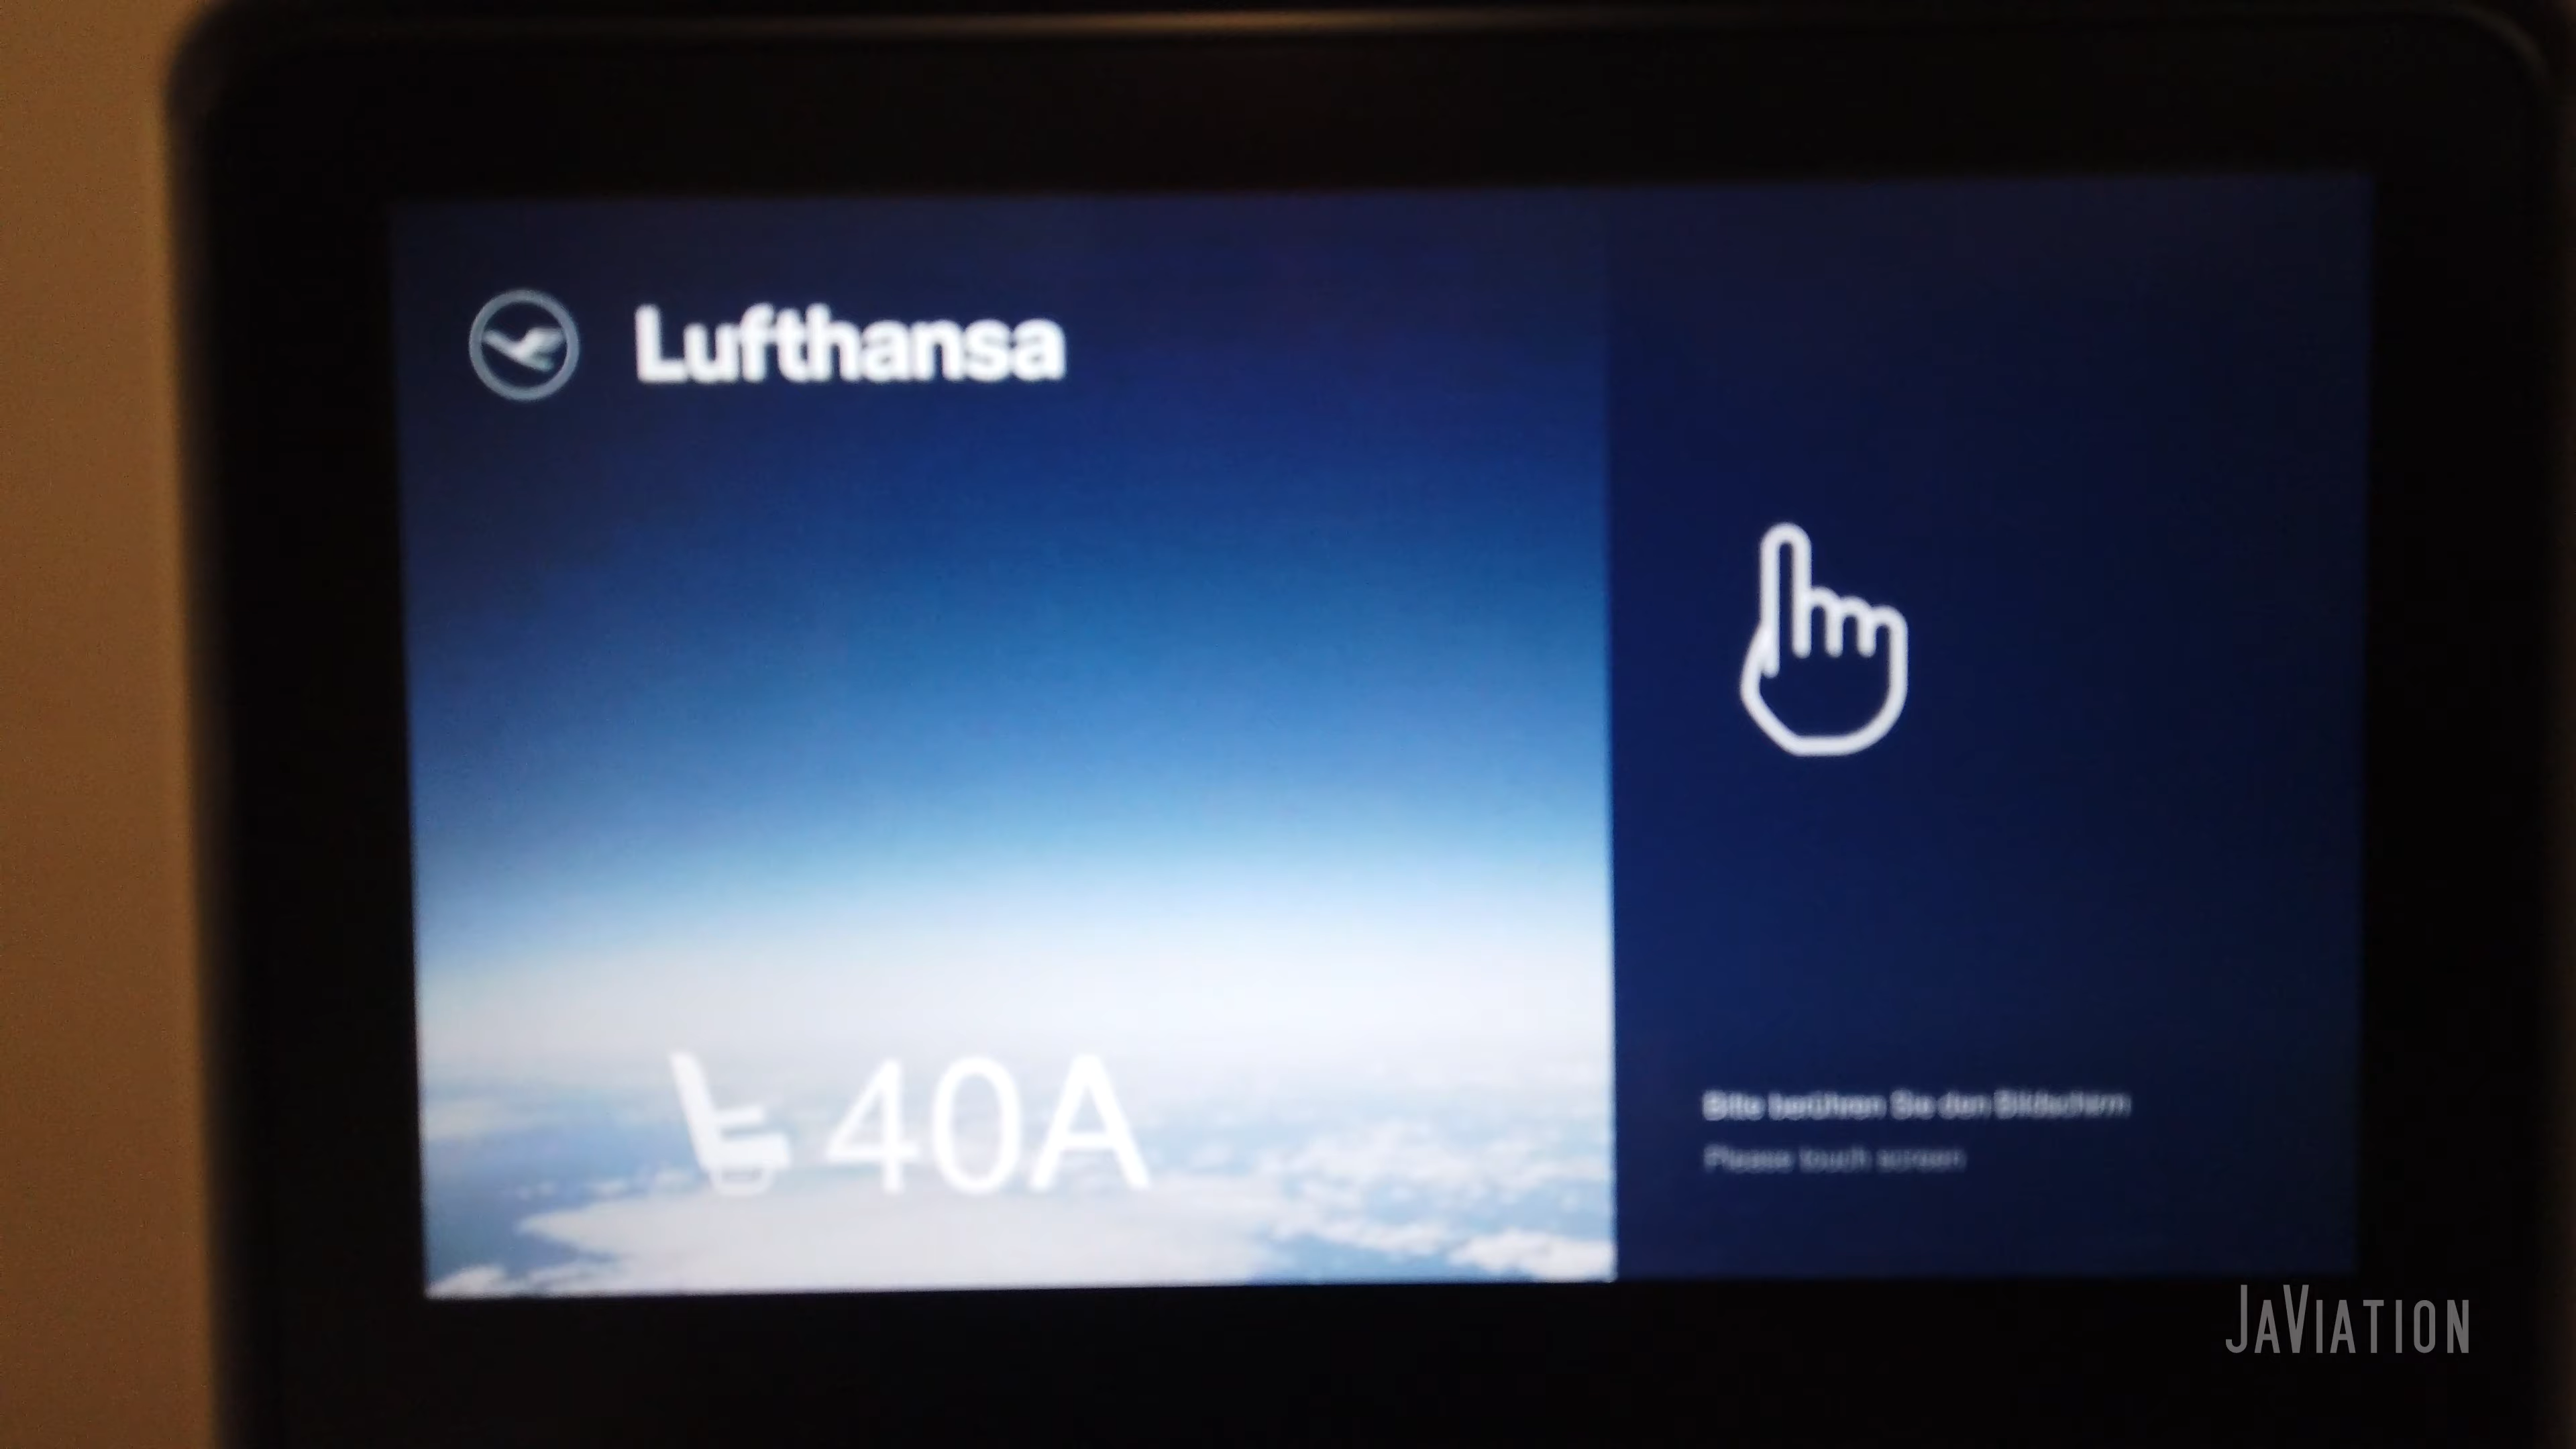 Lufthansa
40A
Bitte berühren Sie den Bildschirm
Please touch screen
JAVIATION